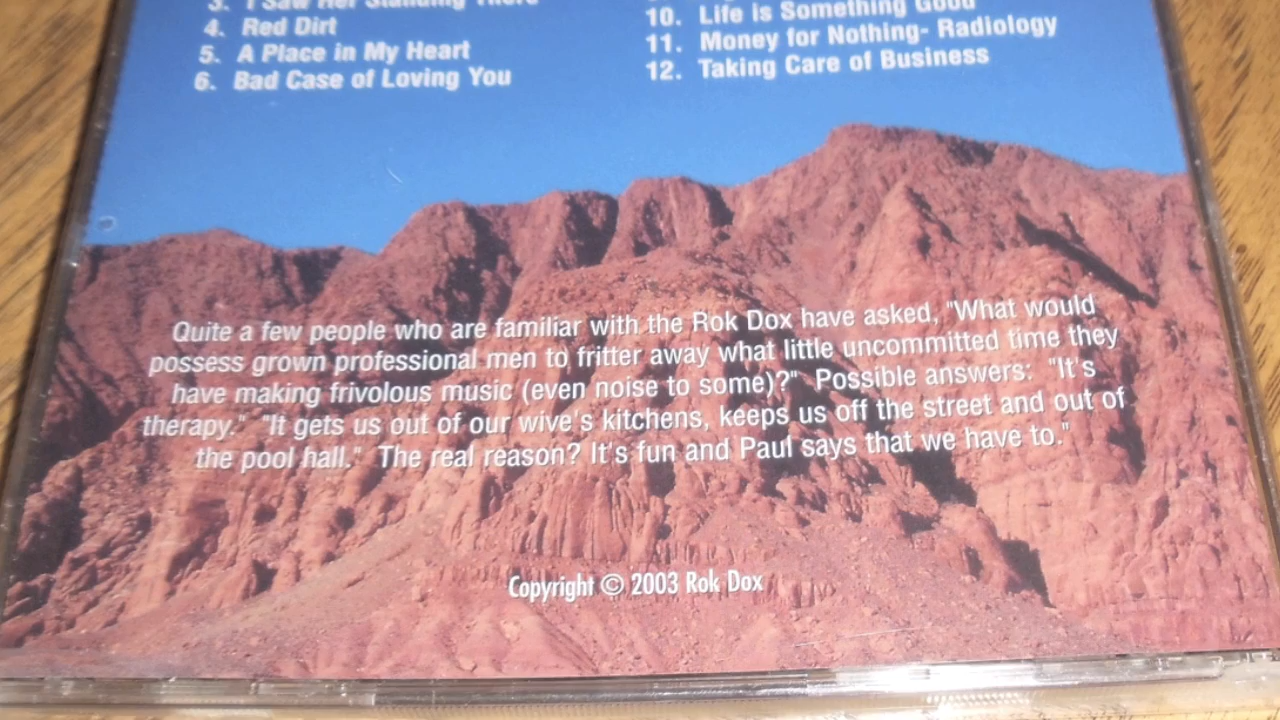 3. I Saw Her Standing There
4. Red Dirt
5. A Place in My Heart
6. Bad Case of Loving You
10. Life is Something Good
11. Money for Nothing- Radiology
12. Taking Care of Business
Quite a few people who are familiar with the Rok Dox have asked, "What would
possess grown professional men to fritter away what little uncommitted time they
have making frivolous music (even noise to some)?" Possible answers: "It's
therapy." "It gets us out of our wive's kitchens, keeps us off the street and out of
the pool hall." The real reason? It's fun and Paul says that we have to."
Copyright © 2003 Rok Dox